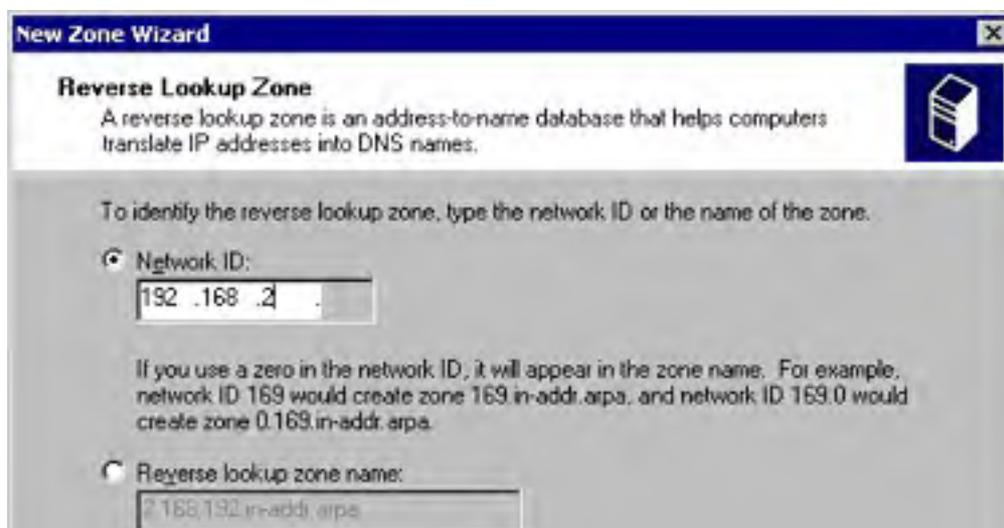 New Zone Wizard
Reverse Lookup Zone
A reverse lookup zone is an address-to-name database that helps computers
translate IP addresses into DNS names.
To identify the reverse lookup zone, type the network ID or the name of the zone.
Network ID:
192 .168 .2 .
If you use a zero in the network ID, it will appear in the zone name. For example,
network ID 169 would create zone 169.in-addr.arpa, and network ID 169.0 would
create zone 0.169.in-addr.arpa.
Reverse lookup zone name:
2.168.192.in-addr.arpa